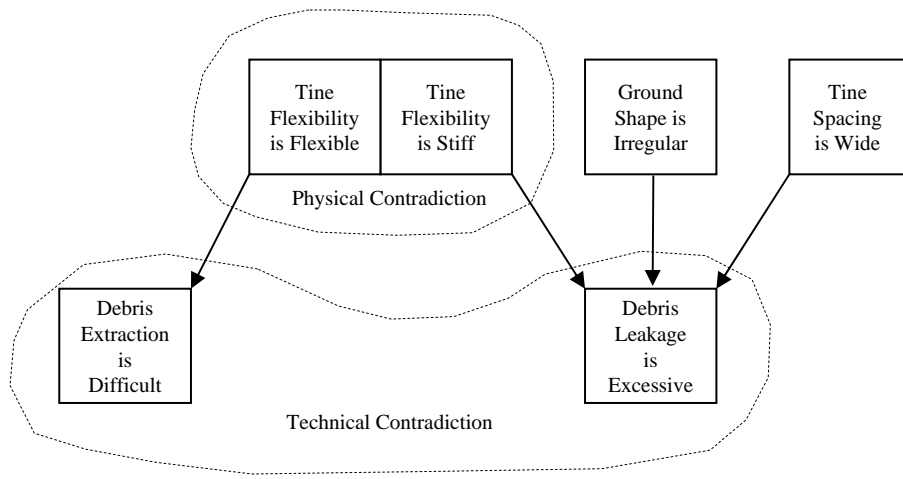 Tine
Flexibility
is Flexible
Tine
Flexibility
is Stiff
Ground
Shape is
Irregular
Tine
Spacing
is Wide
Physical Contradiction
Debris
Extraction
is
Difficult
Debris
Leakage
is
Excessive
Technical Contradiction